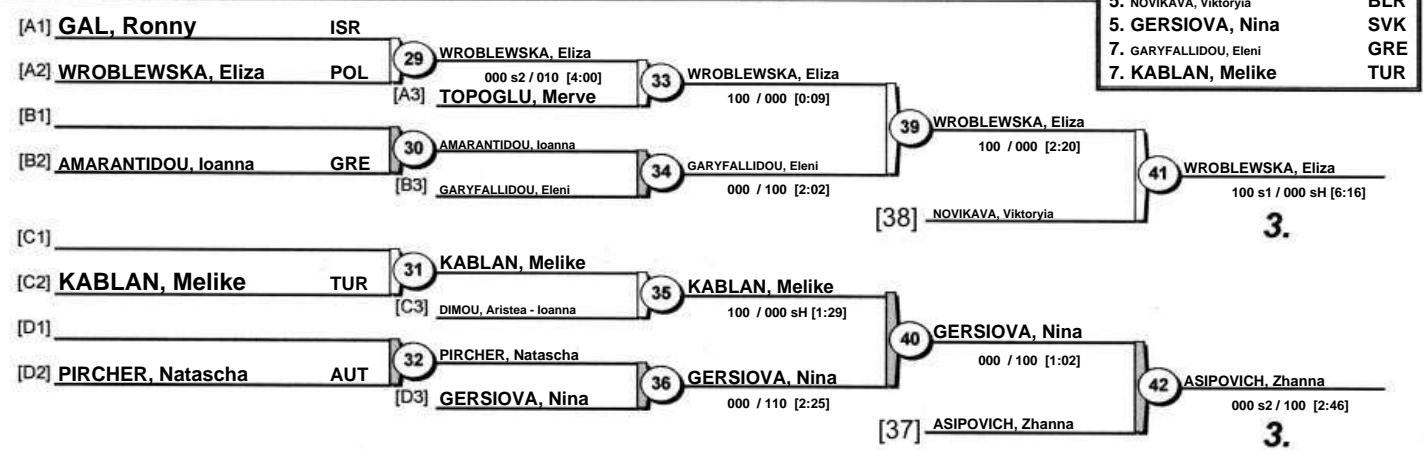 5. NOVIKAVA, Viktoryia BLR
5. GERSIOVA, Nina SVK
7. GARYFALLIDOU, Eleni GRE
7. KABLAN, Melike TUR
[A1] GAL, Ronny ISR
29 WROBLEWSKA, Eliza
[A2] WROBLEWSKA, Eliza POL
000 s2 / 010 [4:00]
33 WROBLEWSKA, Eliza
[A3] TOPOGLU, Merve
100 / 000 [0:09]
[B1]
39 WROBLEWSKA, Eliza
100 / 000 [2:20]
30 AMARANTIDOU, Ioanna
[B2] AMARANTIDOU, Ioanna GRE
34 GARYFALLIDOU, Eleni
41 WROBLEWSKA, Eliza
[B3] GARYFALLIDOU, Eleni
000 / 100 [2:02]
100 s1 / 000 sH [6:16]
[38] NOVIKAVA, Viktoryia
3.
[C1]
31 KABLAN, Melike
[C2] KABLAN, Melike TUR
35 KABLAN, Melike
[C3] DIMOU, Aristea - Ioanna
100 / 000 sH [1:29]
[D1]
40 GERSIOVA, Nina
000 / 100 [1:02]
32 PIRCHER, Natascha
[D2] PIRCHER, Natascha AUT
36 GERSIOVA, Nina
42 ASIPOVICH, Zhanna
[D3] GERSIOVA, Nina
000 / 110 [2:25]
000 s2 / 100 [2:46]
[37] ASIPOVICH, Zhanna
3.